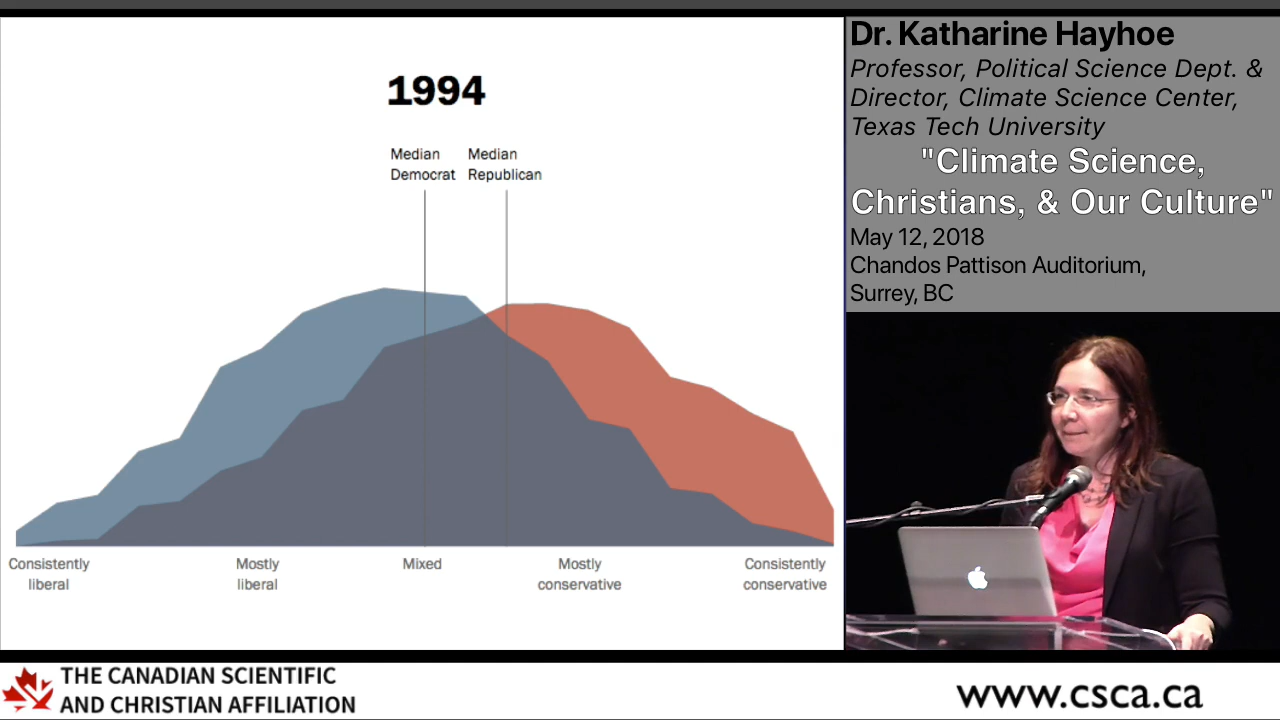 1994
Median Median
Democrat Republican
Consistently Mostly Mixed Mostly Consistently
liberal liberal conservative conservative
Dr. Katharine Hayhoe
Professor, Political Science Dept. &
Director, Climate Science Center,
Texas Tech University
"Climate Science,
Christians, & Our Culture"
May 12, 2018
Chandos Pattison Auditorium,
Surrey, BC
THE CANADIAN SCIENTIFIC
AND CHRISTIAN AFFILIATION
www.csca.ca